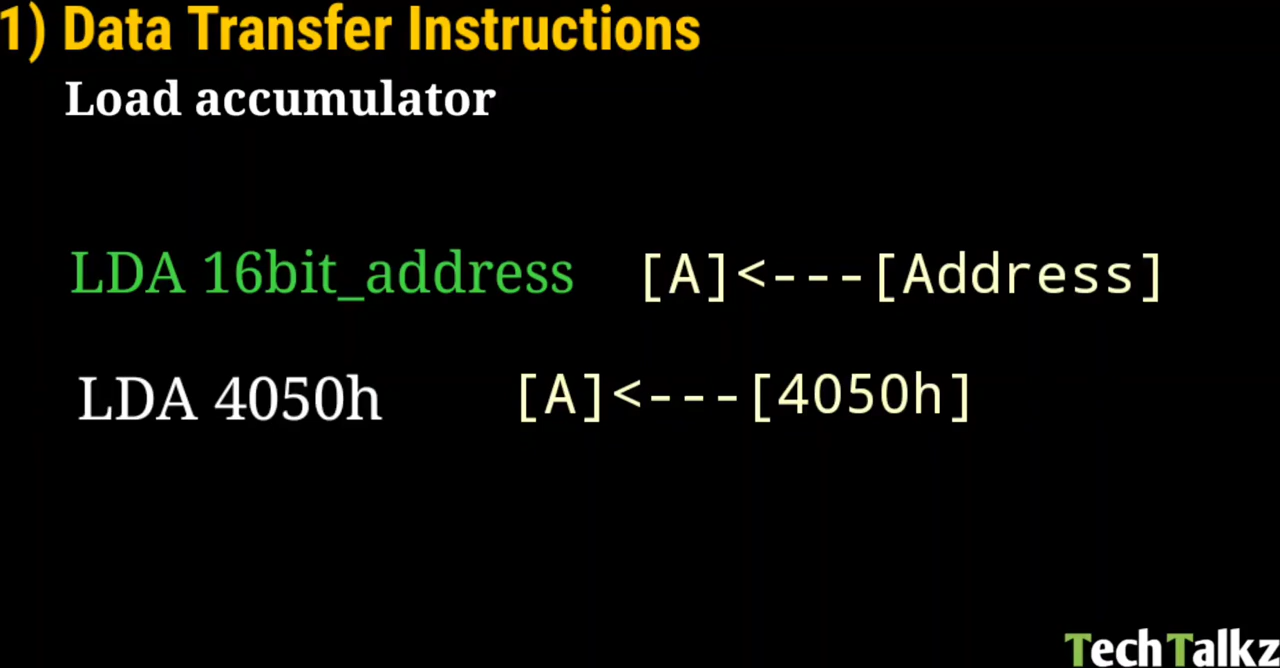 1) Data Transfer Instructions
Load accumulator
LDA 16bit_address [A]<---[Address]
LDA 4050h [A]<---[4050h]
TechTalkz